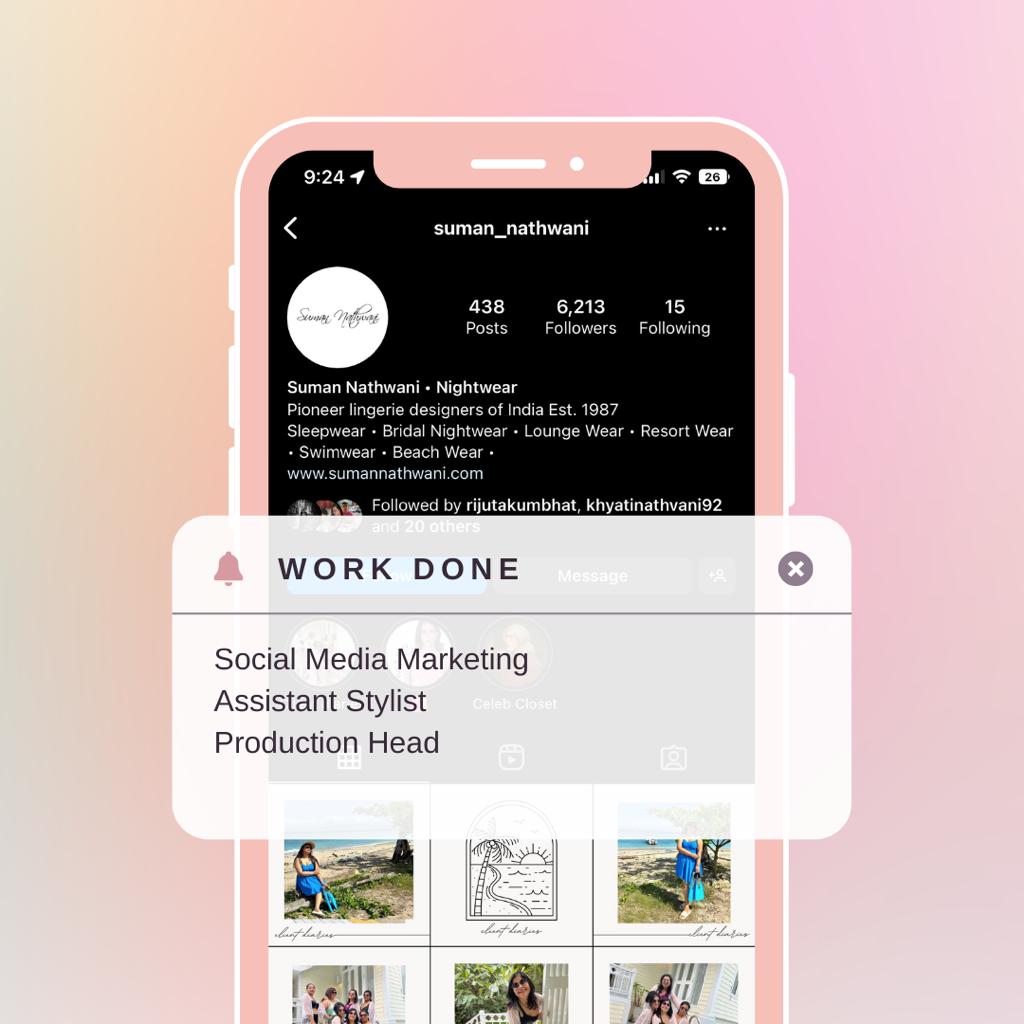 9:24
26
suman_nathwani
Suman Nathwani
438 6,213 15
Posts Followers Following
Suman Nathwani • Nightwear
Pioneer lingerie designers of India Est. 1987
Sleepwear • Bridal Nightwear • Lounge Wear • Resort Wear
• Swimwear • Beach Wear •
www.sumannathwani.com
Followed by rijutakumbhat, khyatinathvani92
and 20 others
WORK DONE
Message
Social Media Marketing
Assistant Stylist
Celeb Closet
Production Head
client diaries
client diaries
client diaries